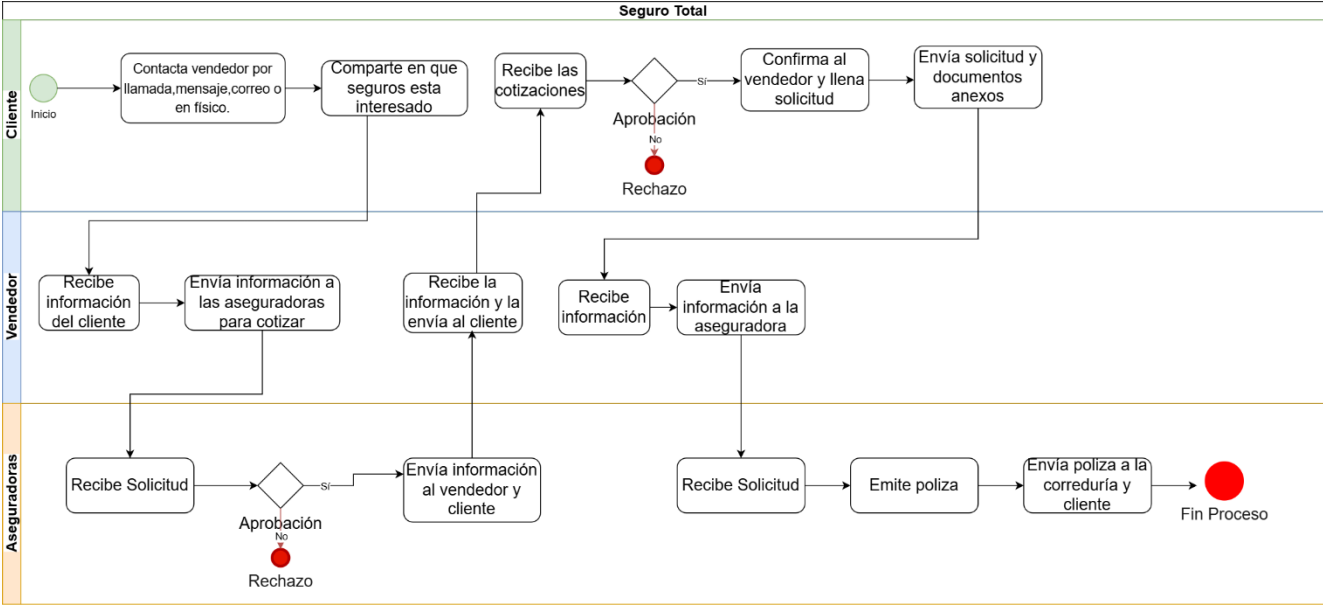 Seguro Total
Cliente
Inicio
Contacta vendedor por
llamada,mensaje,correo o
en físico.
Comparte en que
seguros esta
interesado
Recibe las
cotizaciones
Aprobación
Sí
No
Rechazo
Confirma al
vendedor y llena
solicitud
Envía solicitud y
documentos
anexos
Vendedor
Recibe
información
del cliente
Envía información a
las aseguradoras
para cotizar
Recibe la
información y la
envía al cliente
Recibe
información
Envía
información a la
aseguradora
Aseguradoras
Recibe Solicitud
Aprobación
Sí
No
Rechazo
Envía información
al vendedor y
cliente
Recibe Solicitud
Emite poliza
Envía poliza a la
correduría y
cliente
Fin Proceso